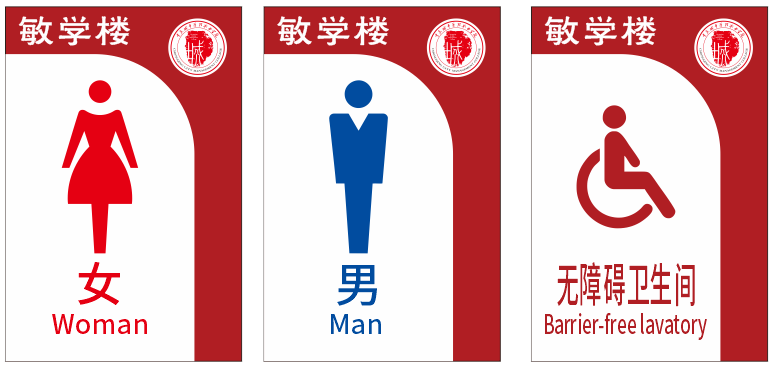 敏学楼
女
Woman
敏学楼
男
Man
敏学楼
无障碍卫生间
Barrier-free lavatory